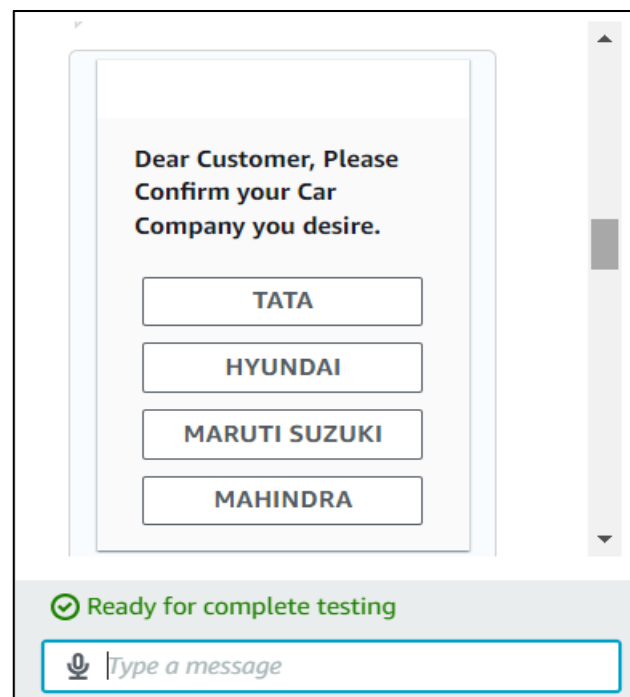 Dear Customer, Please
Confirm your Car
Company you desire.
TATA
HYUNDAI
MARUTI SUZUKI
MAHINDRA
Ready for complete testing
Type a message